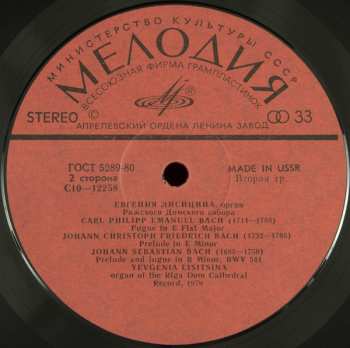 МИНИСТЕРСТВО КУЛЬТУРЫ СССР
МЕЛОДИЯ
ВСЕСОЮЗНАЯ ФИРМА ГРАМПЛАСТИНОК
STEREO
33
АПРЕЛЕВСКИЙ ОРДЕНА ЛЕНИНА ЗАВОД
ГОСТ 5289-80
2 сторона
С10—12258
MADE IN USSR
Вторая гр.
ЕВГЕНИЯ ЛИСИЦИНА, орган
Рижского Домского собора
CARL PHILIPP EMANUEL BACH (1714—1788)
Fugue in E Flat Major
JOHANN CHRISTOPH FRIEDRICH BACH (1732—1795)
Prelude in E Minor
JOHANN SEBASTIAN BACH (1685—1750)
Prelude and fugue in B Minor, BWV 544
YEVGENIA LISITSINA
organ of the Riga Dom Cathedral
Record, 1979